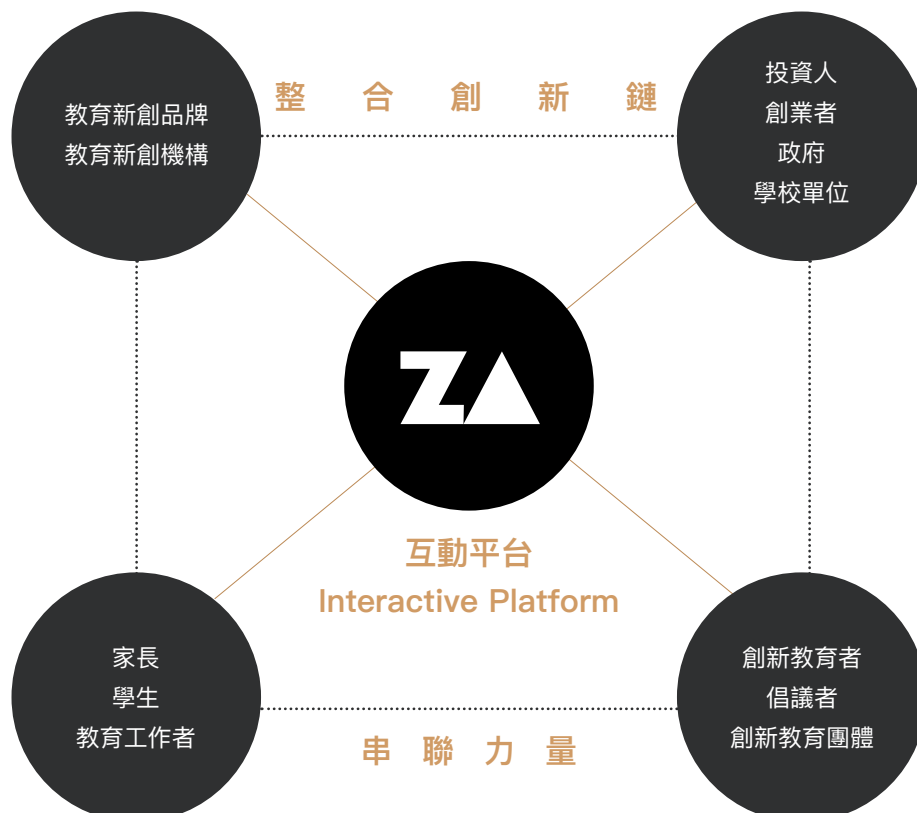 教育新創品牌
教育新創機構
整合創新鏈
投資人
創業者
政府
學校單位
ZA
互動平台
Interactive Platform
家長
學生
教育工作者
串聯力量
創新教育者
倡議者
創新教育團體